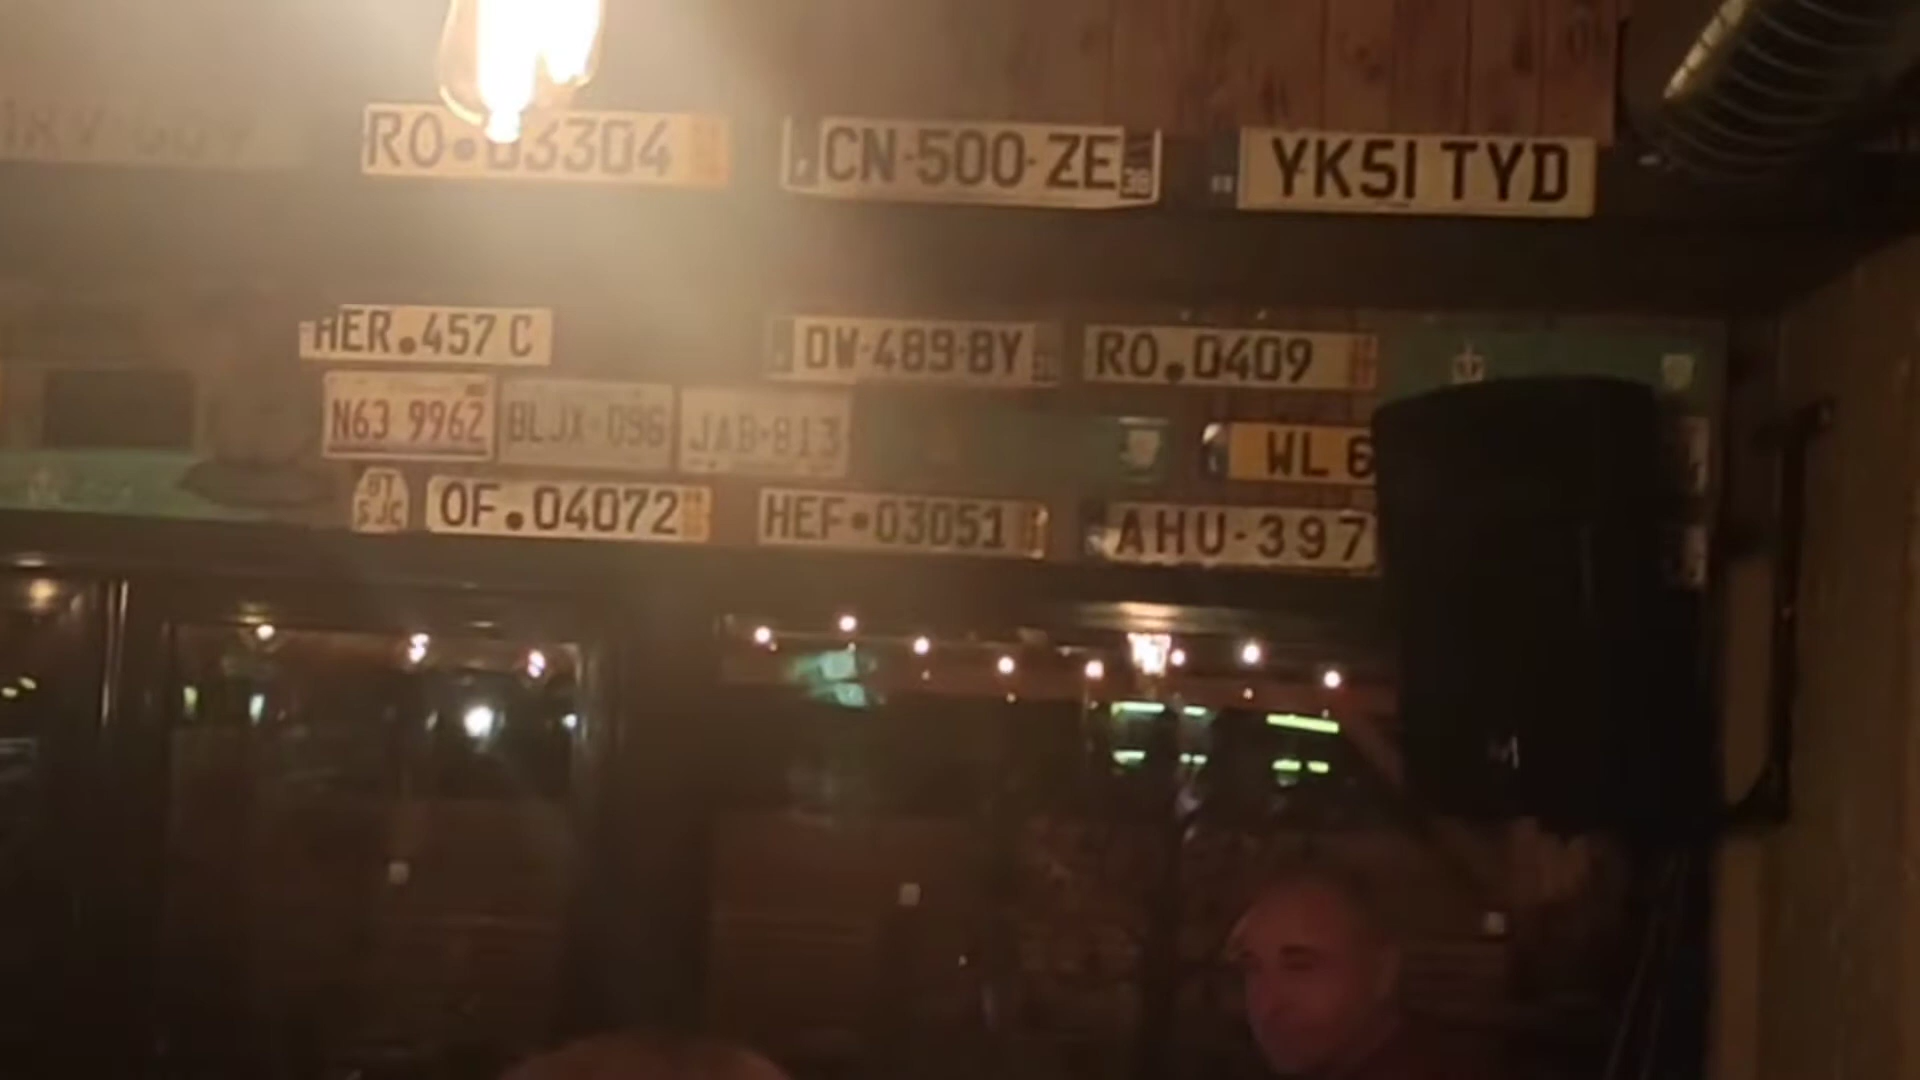 RO•03304
CN-500-ZE
38
YK51 TYD
HER.457 C
DW-489-BY
RO.0409
N63 9962
BLJX-096
JAB-813
WL 6
OF.04072
HEF•03051
AHU-397